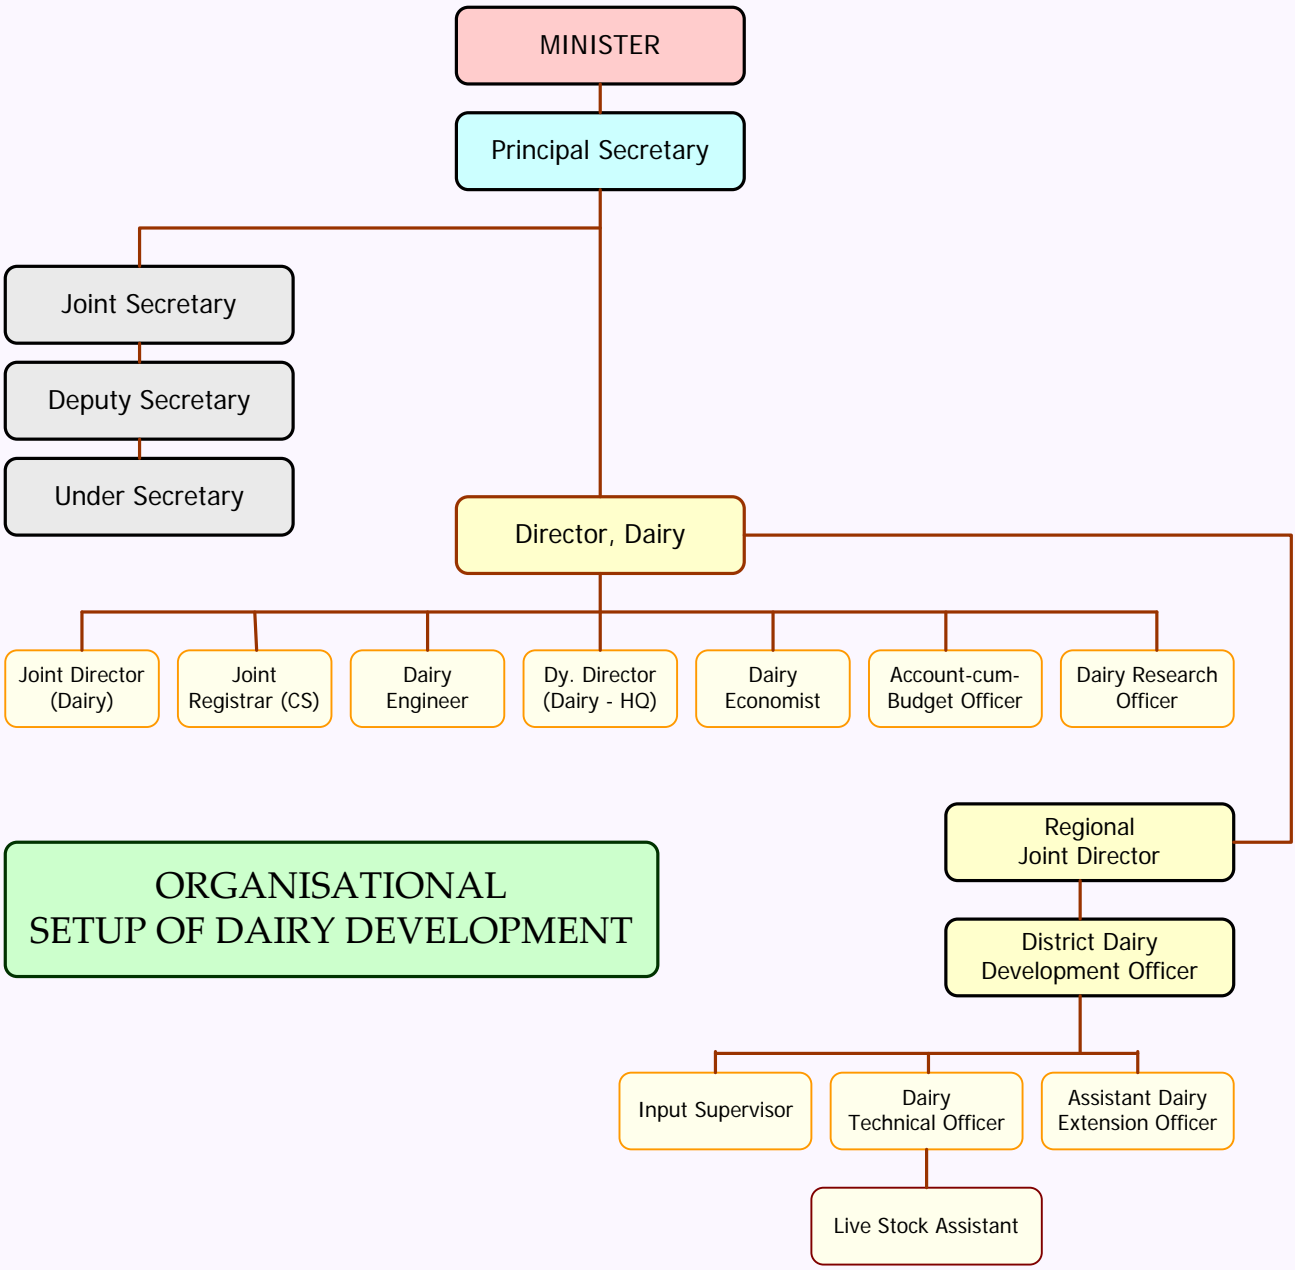 MINISTER
Principal Secretary
Joint Secretary
Deputy Secretary
Under Secretary
Director, Dairy
Joint Director
(Dairy)
Joint
Registrar (CS)
Dairy
Engineer
Dy. Director
(Dairy - HQ)
Dairy
Economist
Account-cum-
Budget Officer
Dairy Research
Officer
Regional
Joint Director
ORGANISATIONAL
SETUP OF DAIRY DEVELOPMENT
District Dairy
Development Officer
Input Supervisor
Dairy
Technical Officer
Assistant Dairy
Extension Officer
Live Stock Assistant